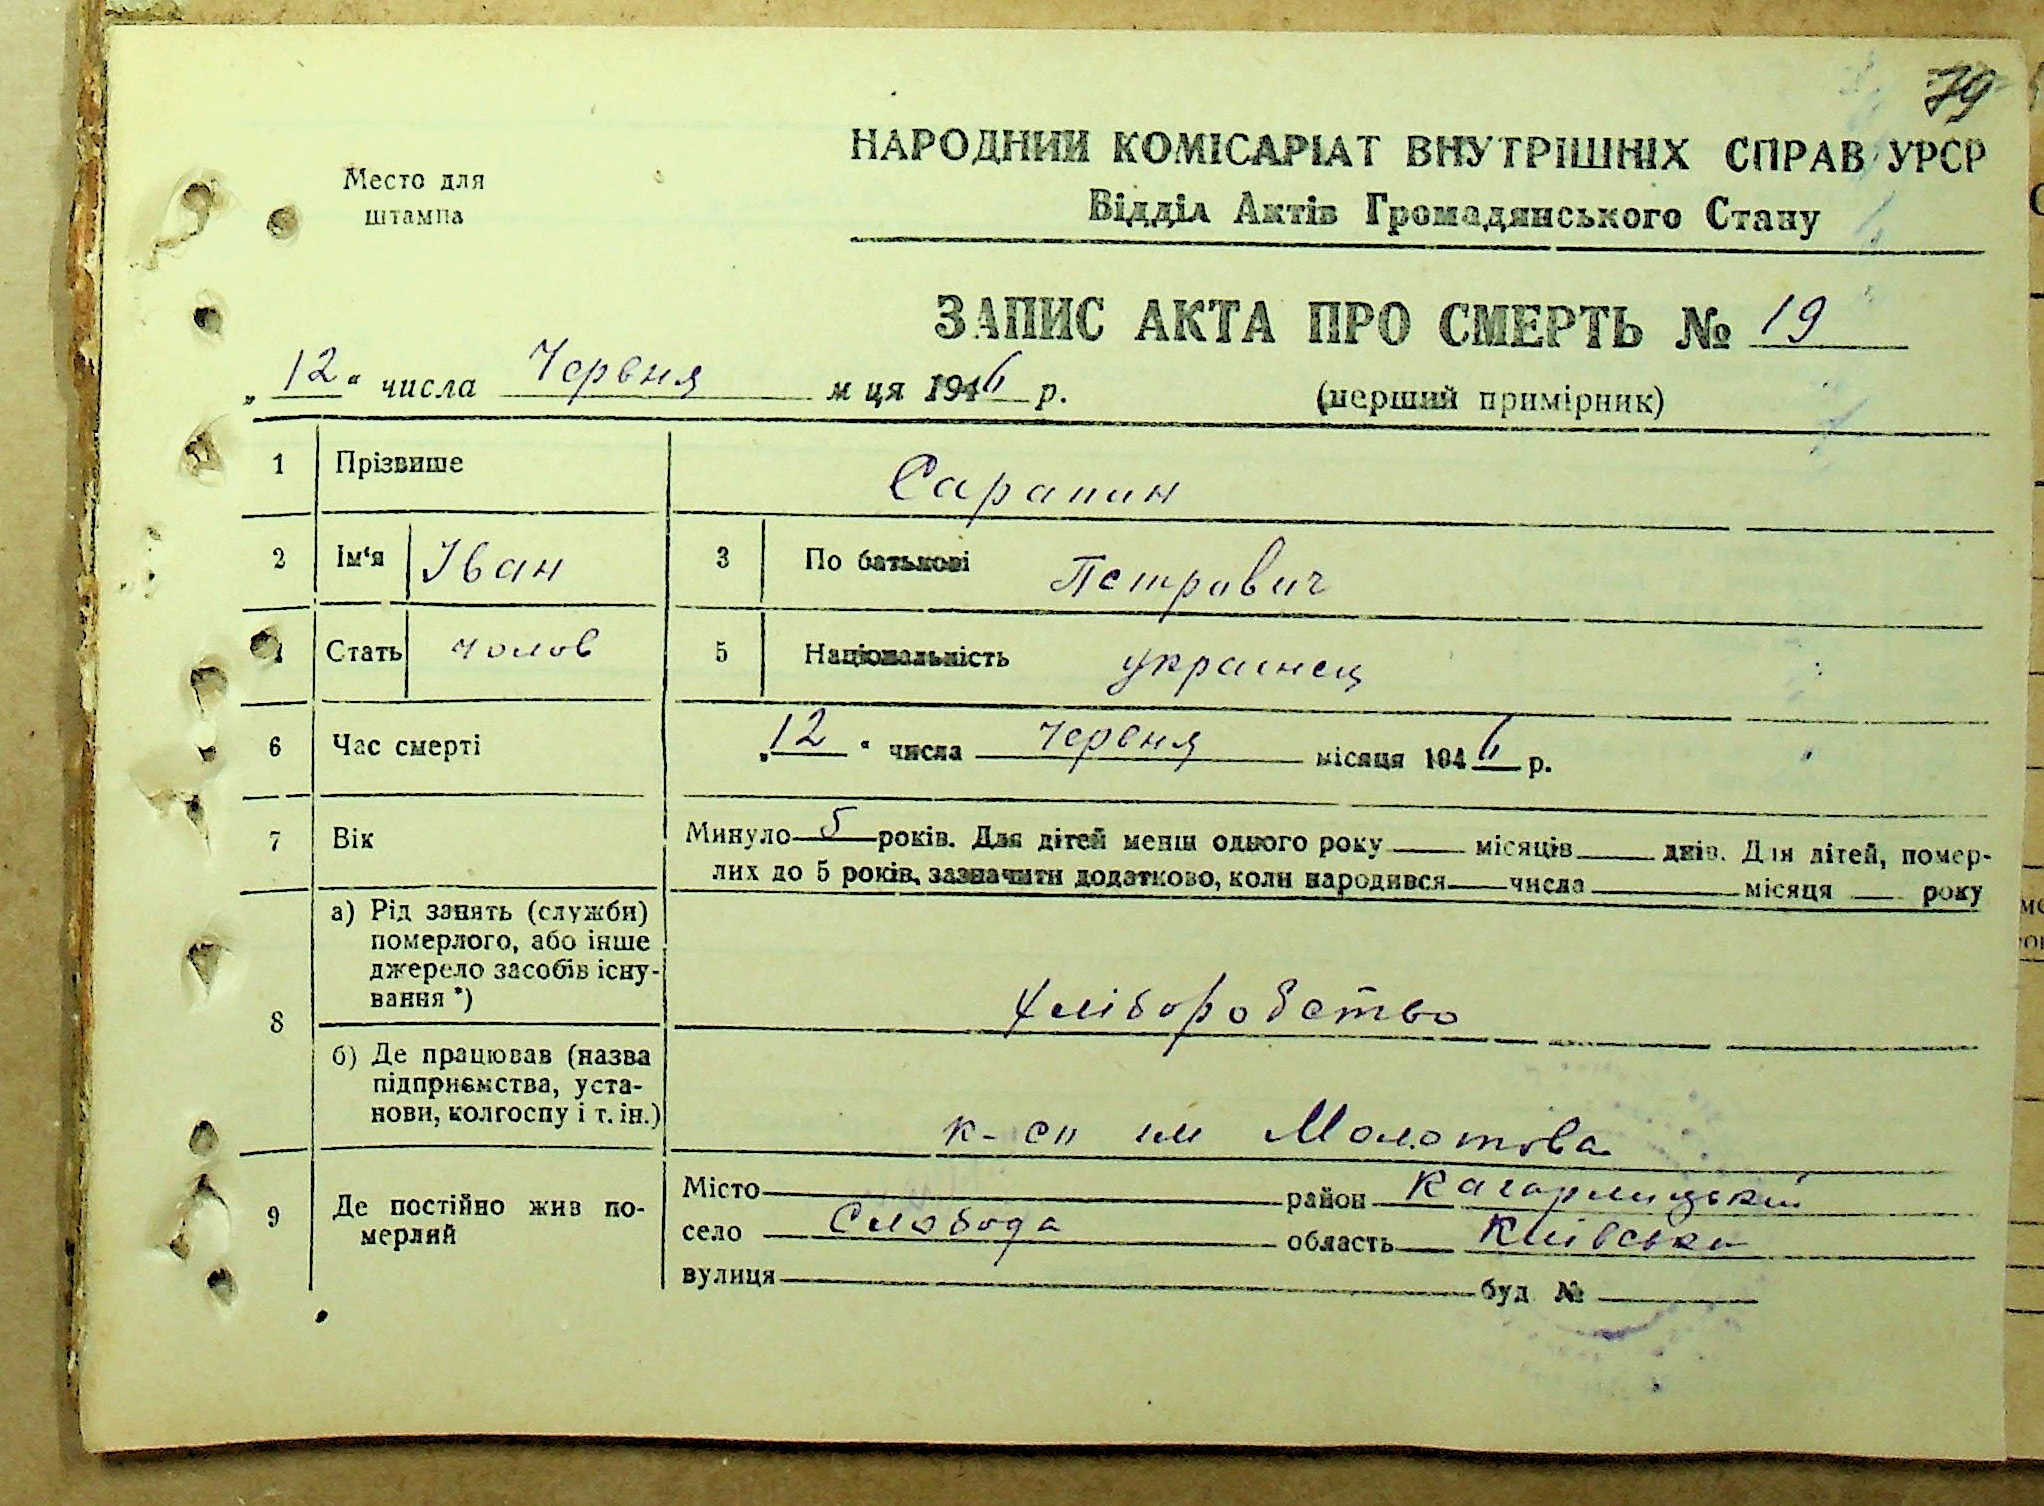 79
Место для
штампа
НАРОДНИЙ КОМІСАРІАТ ВНУТРІШНІХ СПРАВ УРСР
Відділ Актів Громадянського Стану
ЗАПИС АКТА ПРО СМЕРТЬ № 19
„12“ числа Червня м-ця 1946 р.
(перший примірник)
1 Прізвише Сарапин
2 Ім‘я Іван 3 По батькові Петрович
4 Стать чолов 5 Національність украинец
6 Час смерті „12“ числа Червня місяця 1946 р.
7 Вік Минуло 5 років. Для дітей менш одного року місяців днів. Для дітей, помер-
лих до 5 років, зазначити додатково, коли народився числа місяця року
8 а) Рід занять (служби)
померлого, або інше
джерело засобів існу-
вання *)
хліборобство
б) Де працював (назва
підприємства, уста-
нови, колгоспу і т. ін.)
к-сп им Молотова
9 Де постійно жив по-
мерлий
Місто район Кагарлицький
село Слобода область Київська
вулиця буд №